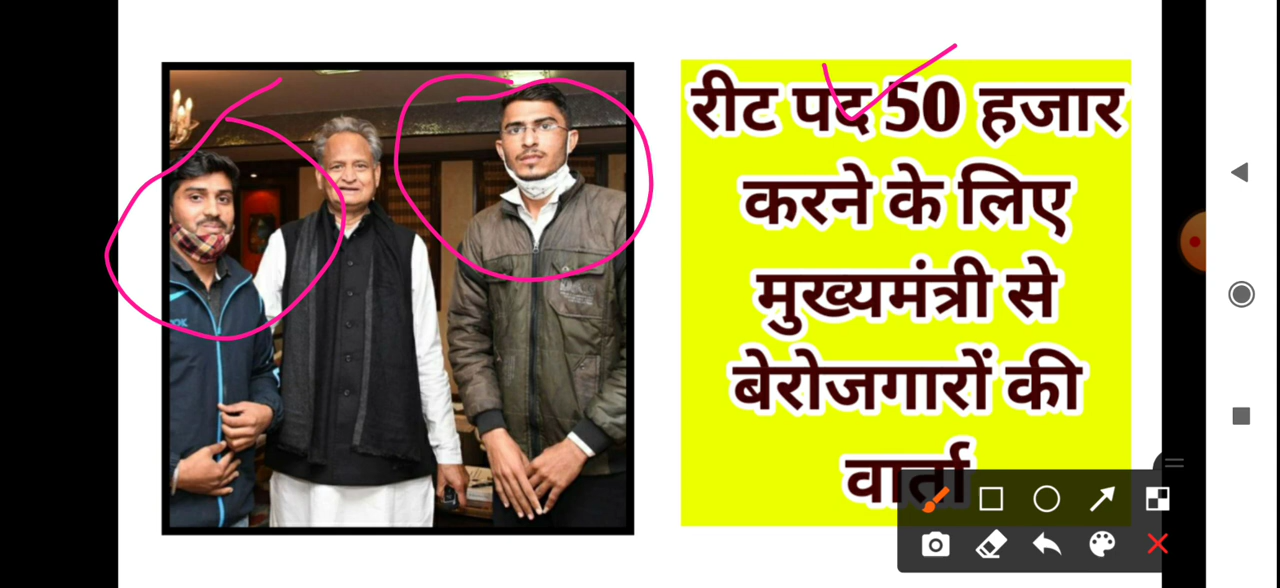 रीट पद 50 हजार
करने के लिए
मुख्यमंत्री से
बेरोजगारों की
वार्ता